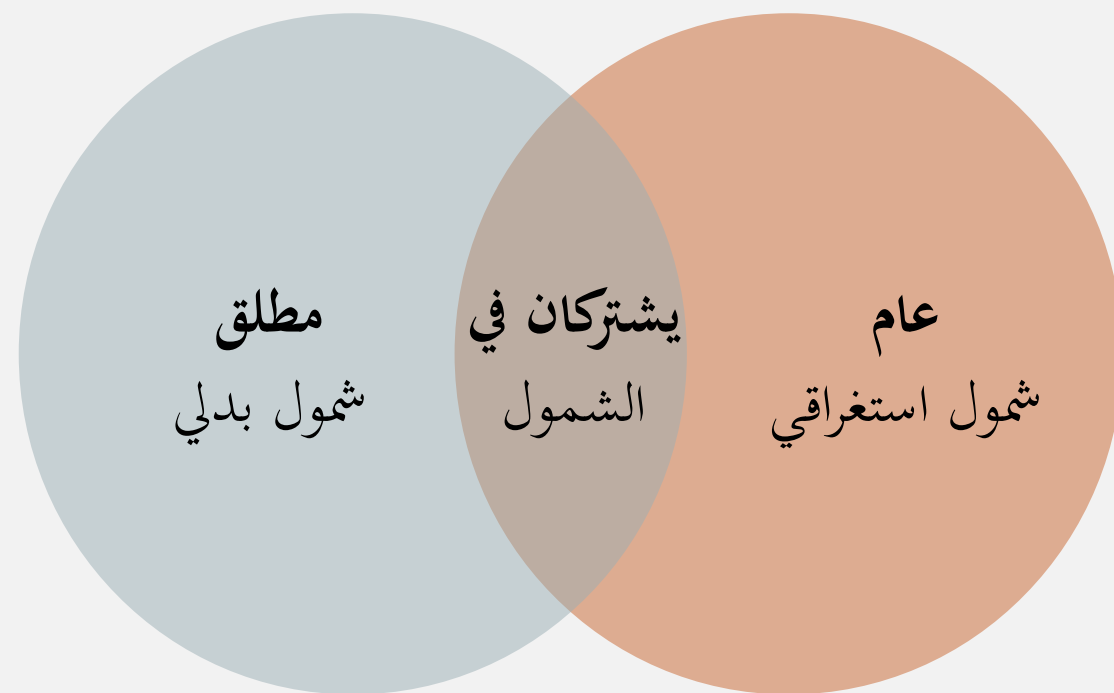 عام
شمول استغراقي
يشتركان في
الشمول
مطلق
شمول بدلي